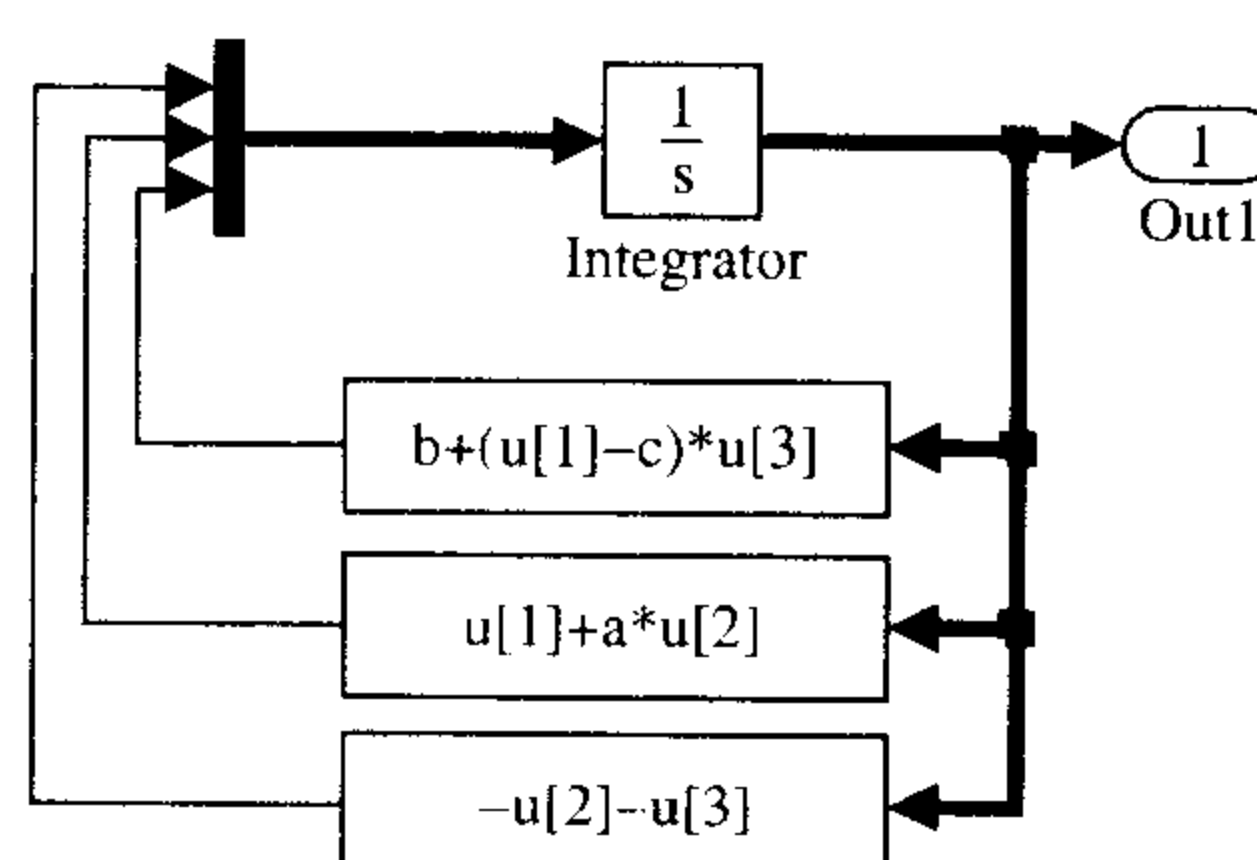 1
s
Integrator
1
Out1
b+(u[1]-c)*u[3]
u[1]+a*u[2]
-u[2]-u[3]